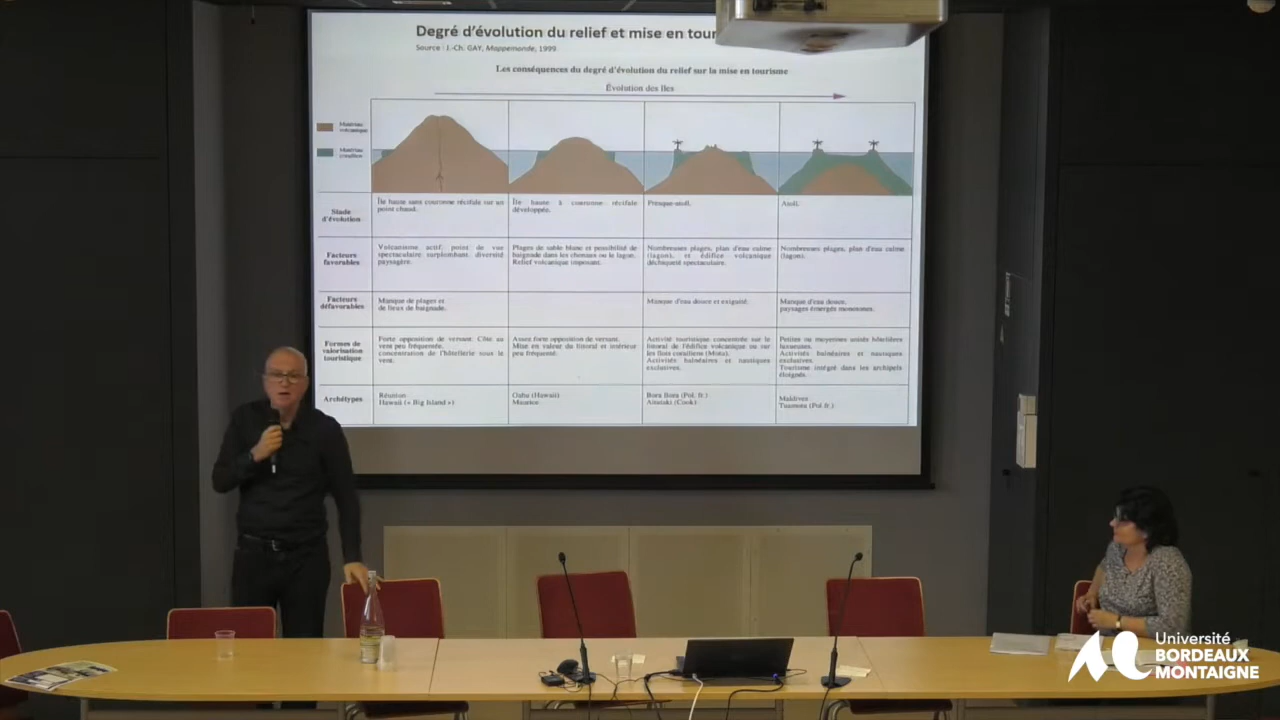 Degré d'évolution du relief et mise en tour
Source : J.-Ch. GAY, Mappemonde, 1999
Les conséquences du degré d'évolution du relief sur la mise en tourisme
Évolution des îles
Matériau volcanique
Matériau corallien
Stade d'évolution
Île haute sans couronne récifale sur un point chaud.
Île haute à couronne récifale développée.
Presque-atoll.
Atoll.
Facteurs favorables
Volcanisme actif, point de vue spectaculaire surplombant, diversité paysagère.
Plages de sable blanc et possibilité de baignade dans les chenaux ou le lagon. Relief volcanique imposant.
Nombreuses plages, plan d'eau calme (lagon), et édifice volcanique déchiqueté spectaculaire.
Nombreuses plages, plan d'eau calme (lagon).
Facteurs défavorables
Manque de plages et de lieux de baignade.
Manque d'eau douce et exiguïté.
Manque d'eau douce, paysages émergés monotones.
Formes de valorisation touristique
Forte opposition de versant. Côte au vent peu fréquentée, concentration de l'hôtellerie sous le vent.
Assez forte opposition de versant. Mise en valeur du littoral et intérieur peu fréquenté.
Activité touristique concentrée sur le littoral de l'édifice volcanique ou sur les îlots coralliens (Motu). Activités balnéaires et nautiques exclusives.
Petites ou moyennes unités hôtelières luxueuses. Activités balnéaires et nautiques exclusives. Tourisme intégré dans les archipels éloignés.
Archétypes
Réunion
Hawaii (« Big Island »)
Oahu (Hawaii)
Maurice
Bora Bora (Pol. fr.)
Aitutaki (Cook)
Maldives
Tuamotu (Pol fr.)
Université
BORDEAUX
MONTAIGNE